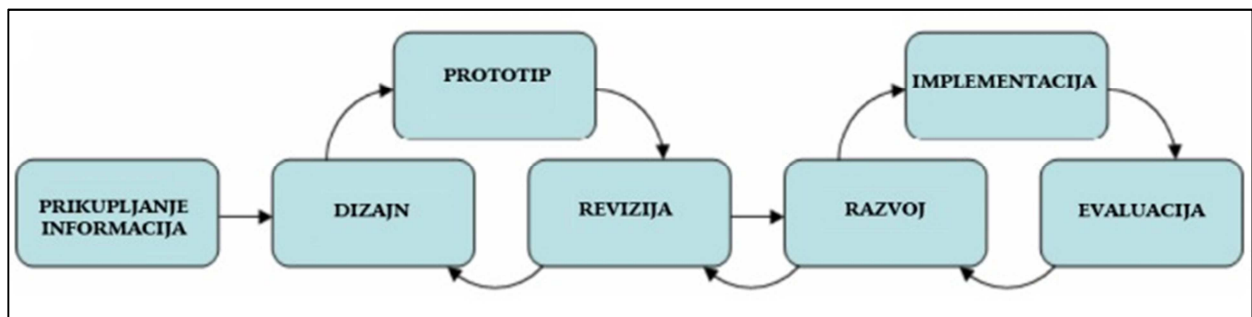 PRIKUPLJANJE
INFORMACIJA
DIZAJN
PROTOTIP
REVIZIJA
RAZVOJ
IMPLEMENTACIJA
EVALUACIJA